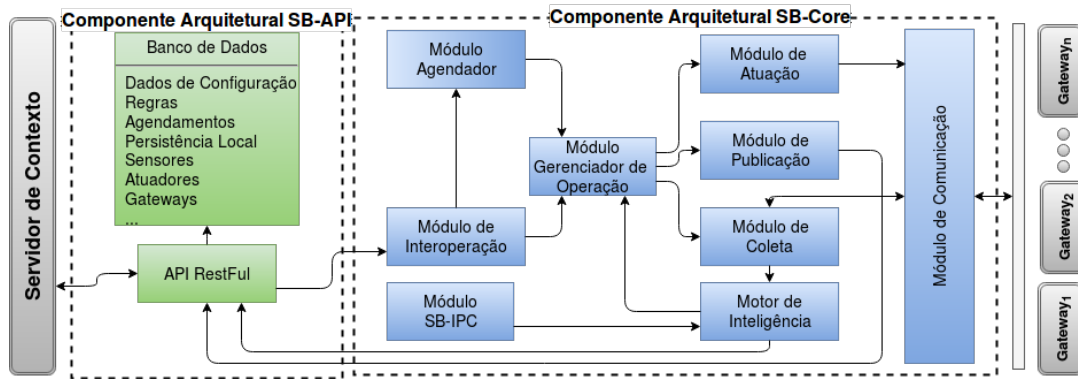 Componente Arquitetural SB-API
Componente Arquitetural SB-Core
Servidor de Contexto
Banco de Dados
Dados de Configuração
Regras
Agendamentos
Persistência Local
Sensores
Atuadores
Gateways
...
API RestFul
Módulo
Agendador
Módulo de
Interoperação
Módulo
SB-IPC
Módulo
Gerenciador de
Operação
Módulo de
Atuação
Módulo de
Publicação
Módulo de
Coleta
Motor de
Inteligência
Módulo de Comunicação
Gatewayn
Gateway2
Gateway1